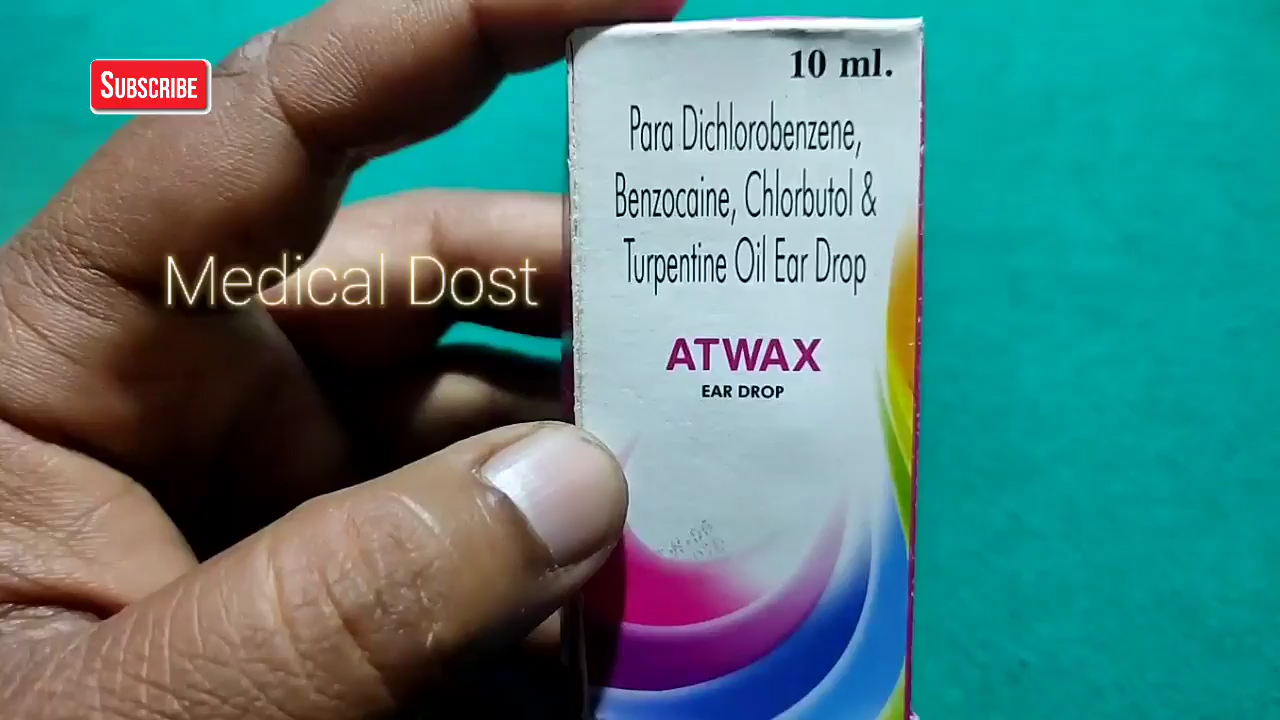 SUBSCRIBE
10 ml.
Para Dichlorobenzene,
Benzocaine, Chlorbutol &
Turpentine Oil Ear Drop
Medical Dost
ATWAX
EAR DROP